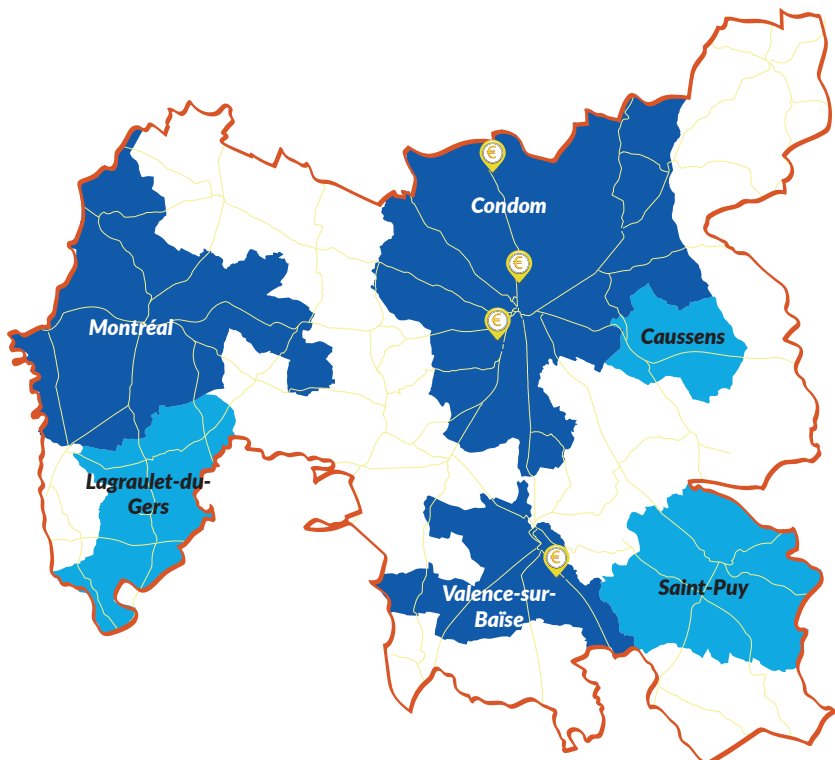 €
Condom
€
€
Montréal
Caussens
Lagraulet-du-
Gers
€
Valence-sur-
Baïse
Saint-Puy